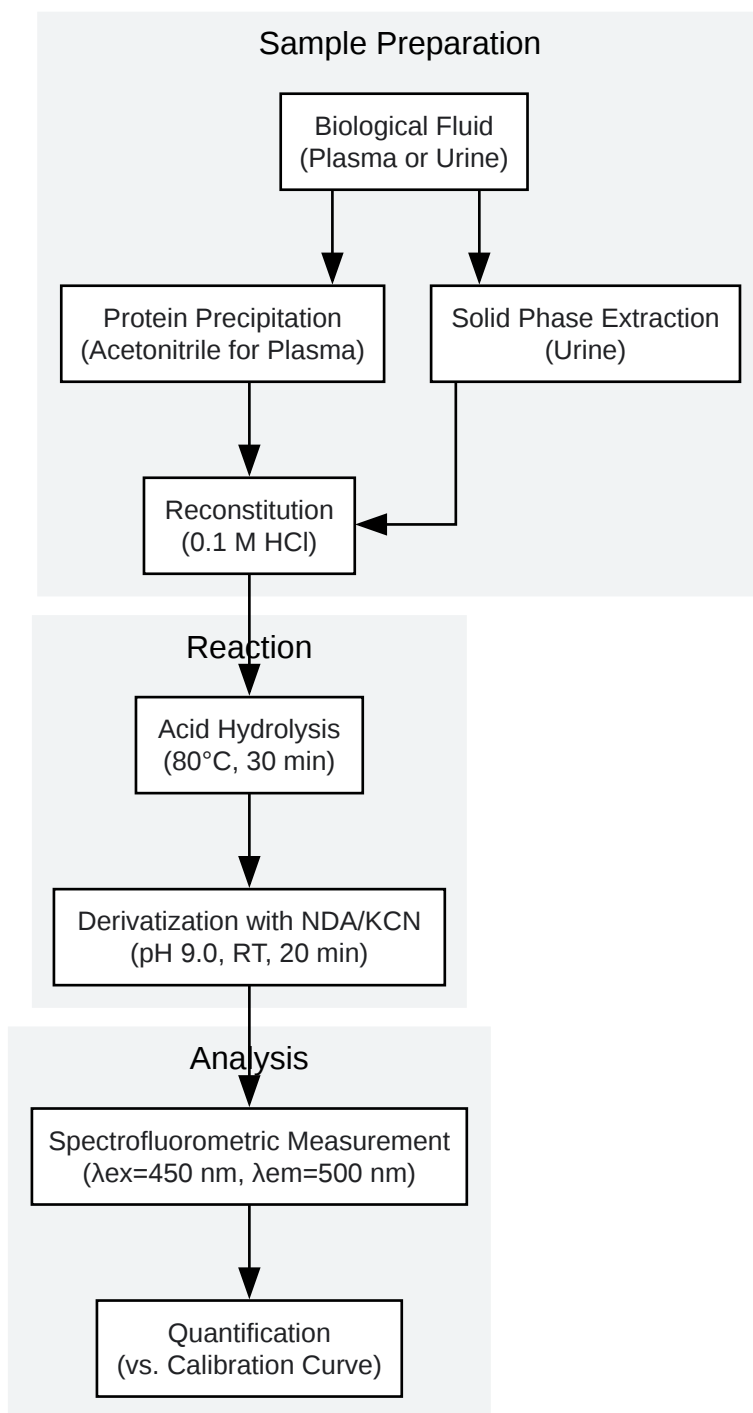 Sample Preparation
Biological Fluid
(Plasma or Urine)
Protein Precipitation
(Acetonitrile for Plasma)
Solid Phase Extraction
(Urine)
Reconstitution
(0.1 M HCl)
Reaction
Acid Hydrolysis
(80°C, 30 min)
Derivatization with NDA/KCN
(pH 9.0, RT, 20 min)
Analysis
Spectrofluorometric Measurement
(λex=450 nm, λem=500 nm)
Quantification
(vs. Calibration Curve)